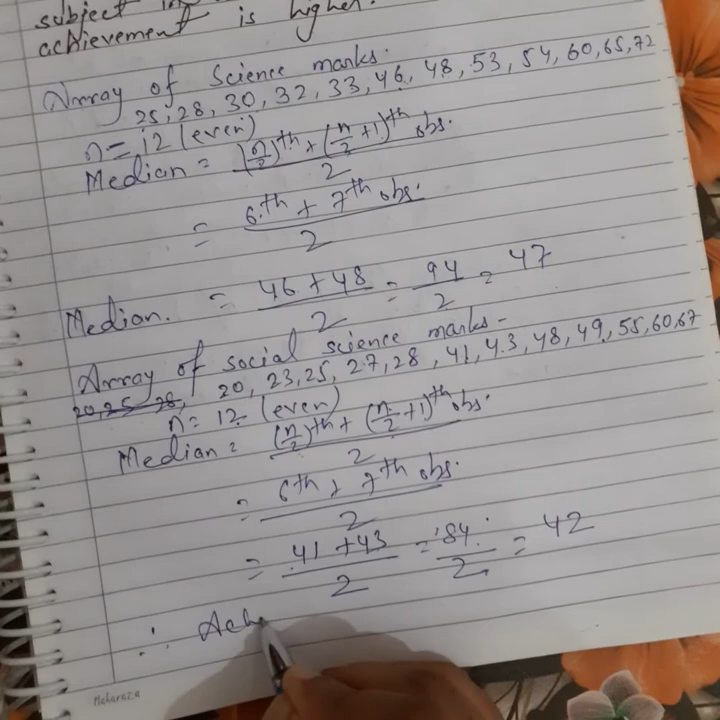 subject in
achievement is higher.
Array of Science marks.
25, 28, 30, 32, 33, 46, 48, 53, 54, 60, 65, 72
n = 12 (even)
Median = ((n/2)th + (n/2 + 1)th obs.) / 2
= (6th + 7th obs.) / 2
Median. = (46 + 48) / 2 = 94 / 2 = 47
Array of social science marks.
20, 23, 25, 27, 28, 41, 43, 48, 49, 55, 60, 67
n = 12 (even)
Median = ((n/2)th + (n/2 + 1)th obs.) / 2
= (6th + 7th obs.) / 2
= (41 + 43) / 2 = 84 / 2 = 42
∴ Ach
Maharaza